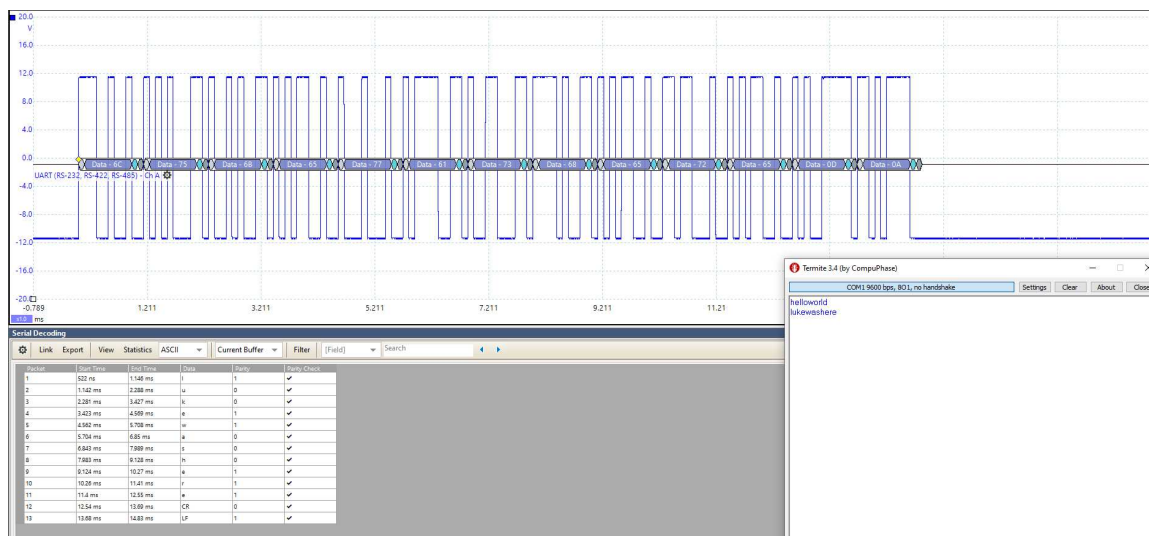 20.0
V
16.0
12.0
8.0
4.0
0.0
Data - 6C Data - 75 Data - 6B Data - 65 Data - 77 Data - 61 Data - 73 Data - 68 Data - 65 Data - 72 Data - 65 Data - 0D Data - 0A
UART (RS-232, RS-422, RS-485) - Ch A
-4.0
-8.0
-12.0
-16.0
-20.0
-0.789 1.211 3.211 5.211 7.211 9.211 11.21
x1.0 ms
Termite 3.4 (by CompuPhase)
COM1 9600 bps, 8O1, no handshake Settings Clear About Close
helloworld
lukewashere
Serial Decoding
Link Export View Statistics ASCII Current Buffer Filter [Field] Search
Packet Start Time End Time Data Parity Parity Check
1 522 ns 1.146 ms l 1 ✓
2 1.142 ms 2.288 ms u 0 ✓
3 2.281 ms 3.427 ms k 0 ✓
4 3.423 ms 4.569 ms e 1 ✓
5 4.562 ms 5.708 ms w 1 ✓
6 5.704 ms 6.85 ms a 0 ✓
7 6.843 ms 7.989 ms s 0 ✓
8 7.983 ms 9.128 ms h 0 ✓
9 9.124 ms 10.27 ms e 1 ✓
10 10.26 ms 11.41 ms r 1 ✓
11 11.4 ms 12.55 ms e 1 ✓
12 12.54 ms 13.69 ms CR 0 ✓
13 13.68 ms 14.83 ms LF 1 ✓